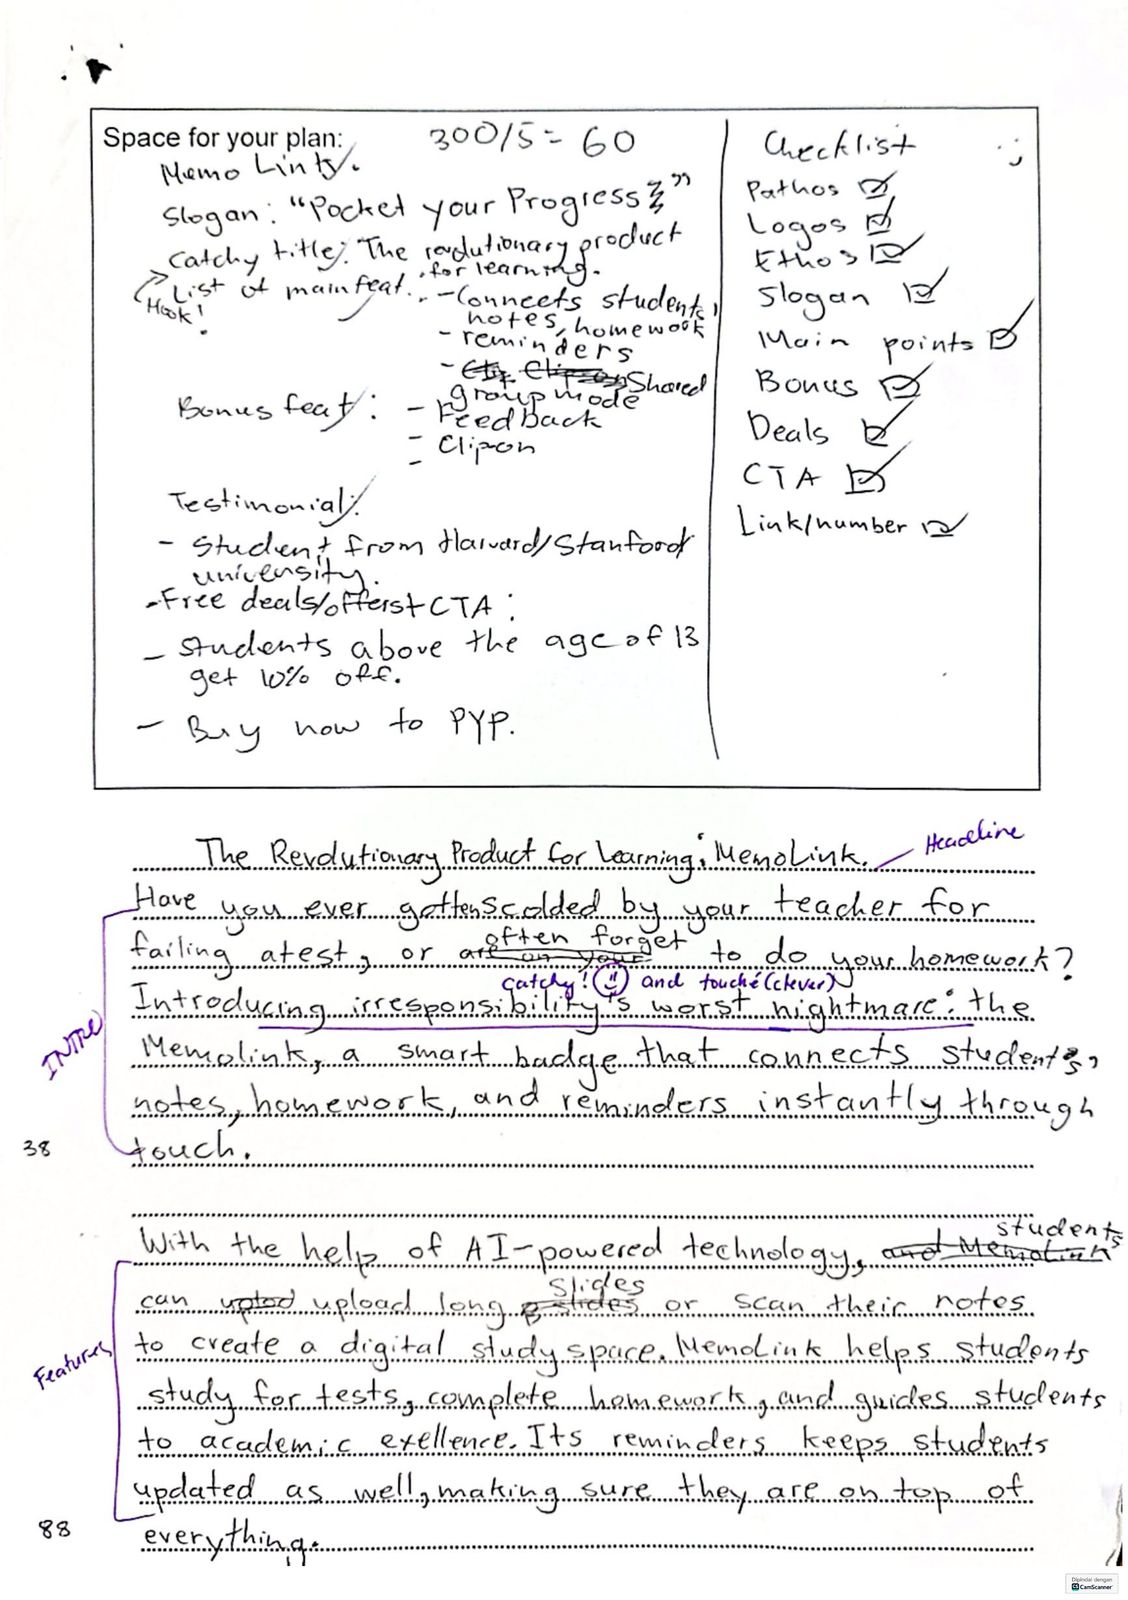 Space for your plan:
300/5 = 60
Memo Link
Slogan: "Pocket your Progress"
Catchy title: The revolutionary product
for learning.
List of main feat.
Hook!
- Connects students,
notes, homework
- reminders
- Shared
group mode
Bonus feat:
- Feedback
- Clip on
-
Testimonial:
- Student from Harvard/Stanford
university.
- Free deals/offers + CTA:
- Students above the age of 13
get 10% off.
- Buy now to PYP.
Checklist
Pathos ☑
Logos ☑
Ethos ☑
Slogan ☑
Main points ☑
Bonus ☑
Deals ☑
CTA ☑
Link/number ☑
The Revolutionary Product for Learning: MemoLink.
Headline
Have you ever gotten scolded by your teacher for
failing a test, or often forget to do your homework?
catchy! and touché (clever)
Introducing irresponsibility's worst nightmare: the
Memolink, a smart badge that connects students,
notes, homework, and reminders instantly through
touch.
INTRO
38
With the help of AI-powered technology, students
can upload long slides or scan their notes
to create a digital study space. MemoLink helps students
study for tests, complete homework, and guides students
to academic exellence. Its reminders keeps students
updated as well, making sure they are on top of
everything.
Features
88
Dipindai dengan
CamScanner